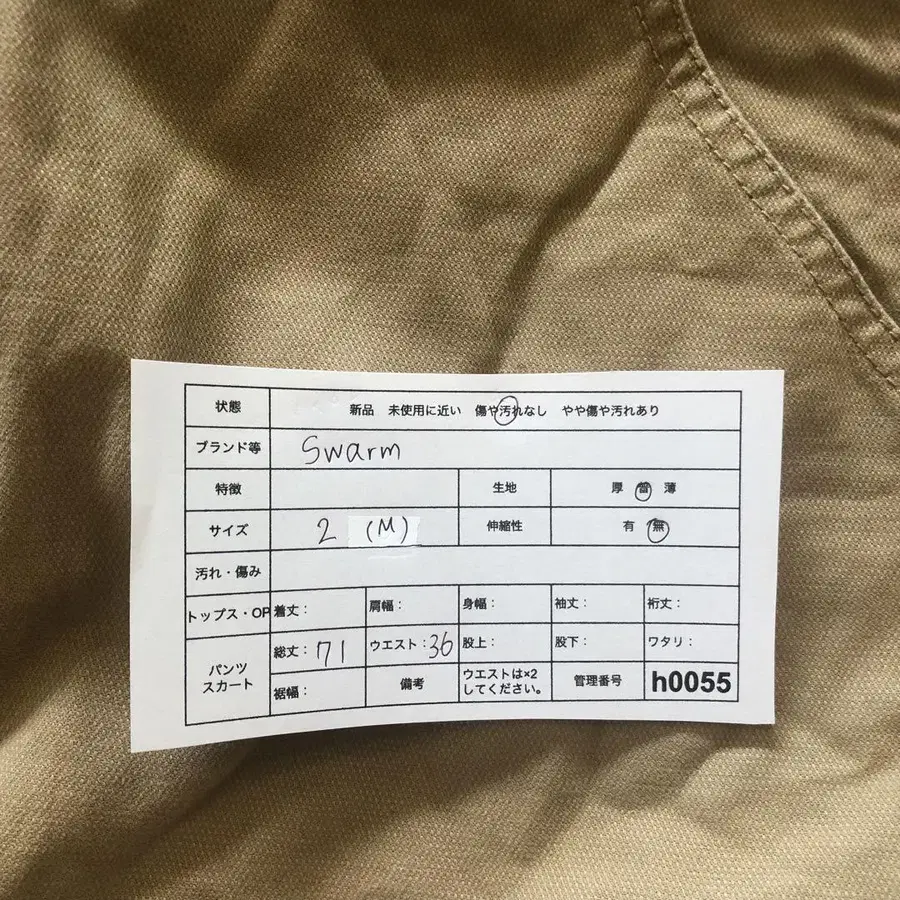 状態 新品 未使用に近い 傷や汚れなし やや傷や汚れあり
ブランド等 Swarm
特徴 生地 厚 普 薄
サイズ 2 (M) 伸縮性 有 無
汚れ・傷み
トップス・OP 着丈: 肩幅: 身幅: 袖丈: 裄丈:
パンツ
スカート
総丈:71 ウエスト:36 股上: 股下: ワタリ:
裾幅: 備考 ウエストは×2
してください。 管理番号 h0055